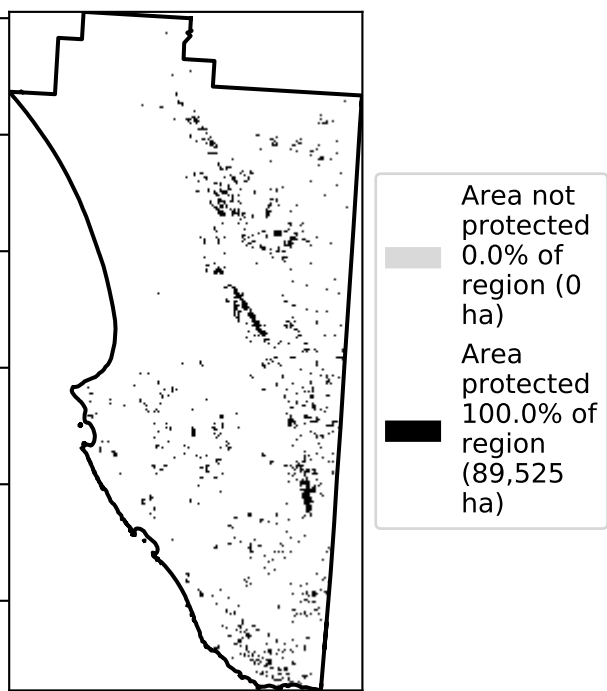 Area not
protected
0.0% of
region (0
ha)
Area
protected
100.0% of
region
(89,525
ha)